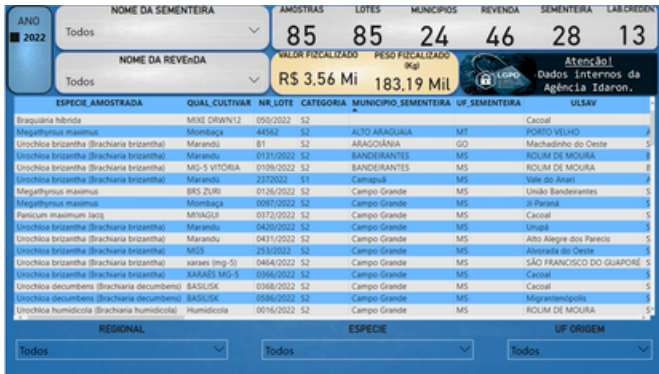 ANO
2022
NOME DA SEMENTEIRA
Todos
NOME DA REVEnDA
Todos
AMOSTRAS LOTES MUNICIPIOS REVENDA SEMENTEIRA LAB.CREDEN
85 85 24 46 28 13
VALOR FIZCALIZADO
R$ 3,56 Mi
PESO FIZCALIZADO (Kg)
183,19 Mil
LGPD
Atenção!
Dados internos da
Agência Idaron.
ESPECIE_AMOSTRADA QUAL_CULTIVAR NR_LOTE CATEGORIA MUNICIPIO_SEMENTEIRA UF_SEMENTEIRA ULSAV
Braquiária hibrida MIXE DRWN12 050/2022 S2 Cacoal
Megathyrsus maximus Mombaça 44562 S2 ALTO ARAGUAIA MT PORTO VELHO
Urochloa brizantha (Brachiaria brizantha) Marandú 81 S2 ARAGOIÂNIA GO Machadinho do Oeste
Urochloa brizantha (Brachiaria brizantha) Marandu 0131/2022 S2 BANDEIRANTES MS ROLIM DE MOURA
Urochloa brizantha (Brachiaria brizantha) MG-5 VITÓRIA 0109/2022 S2 BANDEIRANTES MS ROLIM DE MOURA
Urochloa brizantha (Brachiaria brizantha) Marandú 2372022 S1 Camapuã MS Vale do Anari
Megathyrsus maximus BRS ZURI 0126/2022 S2 Campo Grande MS União Bandeirantes
Megathyrsus maximus Mombaça 0097/2022 S2 Campo Grande MS Ji-Paraná
Panicum maximum Jacq MIYAGUI 0372/2022 S2 Campo Grande MS Cacoal
Urochloa brizantha (Brachiaria brizantha) Marandu 0420/2022 S2 Campo Grande MS Urupá
Urochloa brizantha (Brachiaria brizantha) Marandu 0431/2022 S2 Campo Grande MS Alto Alegre dos Parecis
Urochloa brizantha (Brachiaria brizantha) MG5 253/2022 S2 Campo Grande MS Alvorada do Oeste
Urochloa brizantha (Brachiaria brizantha) xaraes (mg-5) 0464/2022 S2 Campo Grande MS SÃO FRANCISCO DO GUAPORÉ
Urochloa brizantha (Brachiaria brizantha) XARAÉS MG-5 0366/2022 S2 Campo Grande MS Cacoal
Urochloa decumbens (Brachiaria decumbens) BASILISK 0368/2022 S2 Campo Grande MS Cacoal
Urochloa decumbens (Brachiaria decumbens) BASILISK 0586/2022 S2 Campo Grande MS Migrantenópolis
Urochloa humidicola (Brachiaria humidicola) Humidicola 0016/2022 S2 Campo Grande MS ROLIM DE MOURA
REGIONAL ESPECIE UF ORIGEM
Todos Todos Todos